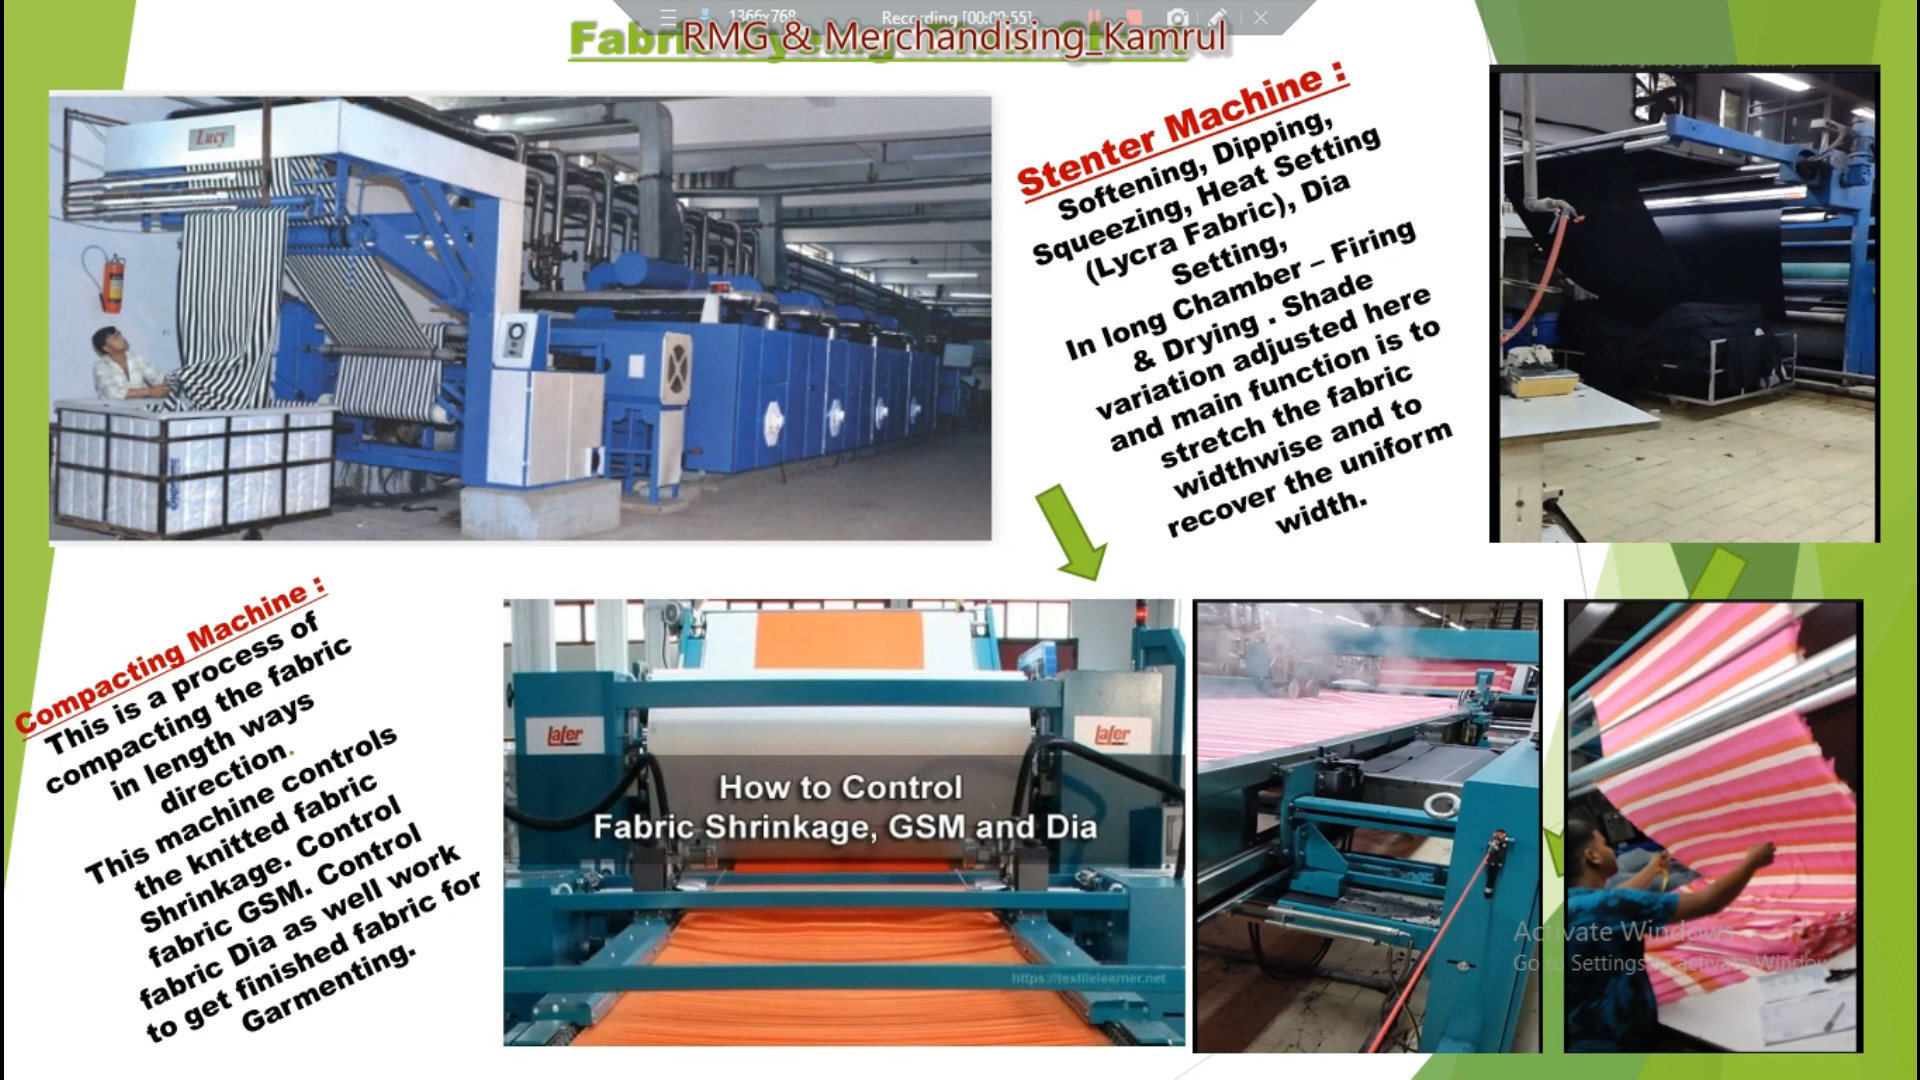 1366x768
Recording [00:09:55]
RMG & Merchandising_Kamrul
Stenter Machine :
Softening, Dipping,
Squeezing, Heat Setting
(Lycra Fabric), Dia
Setting,
In long Chamber – Firing
& Drying . Shade
variation adjusted here
and main function is to
stretch the fabric
widthwise and to
recover the uniform
width.
Lucy
Compacting Machine :
This is a process of
compacting the fabric
in length ways
direction.
This machine controls
the knitted fabric
Shrinkage. Control
fabric GSM. Control
fabric Dia as well work
to get finished fabric for
Garmenting.
Lafer
Lafer
How to Control
Fabric Shrinkage, GSM and Dia
https://textilelearner.net
Activate Windows
Go to Settings to activate Windows